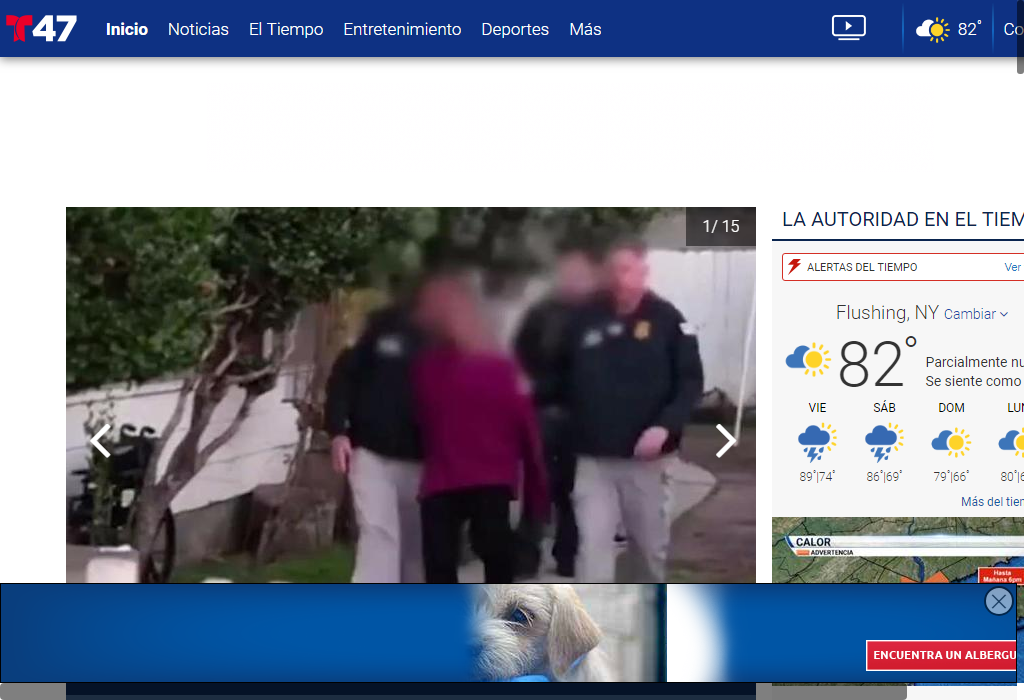 T47
Inicio Noticias El Tiempo Entretenimiento Deportes Más
82°
Co
1/ 15
LA AUTORIDAD EN EL TIEM
ALERTAS DEL TIEMPO
Ver
Flushing, NY Cambiar
82°
Parcialmente nu
Se siente como
VIE SÁB DOM LUN
89°|74° 86°|69° 79°|66° 80°|6
Más del tiem
CALOR
ADVERTENCIA
Hasta
Mañana 6pm
ENCUENTRA UN ALBERGU